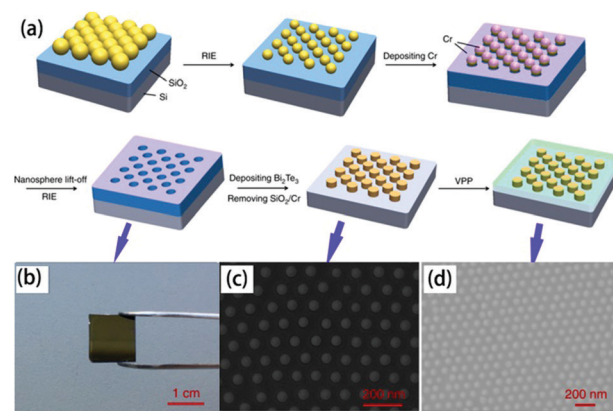 (a)
RIE
Depositing Cr
Cr
SiO2
Si
Nanosphere lift-off
RIE
Depositing Bi2Te3
Removing SiO2/Cr
VPP
(b)
1 cm
(c)
200 nm
(d)
200 nm